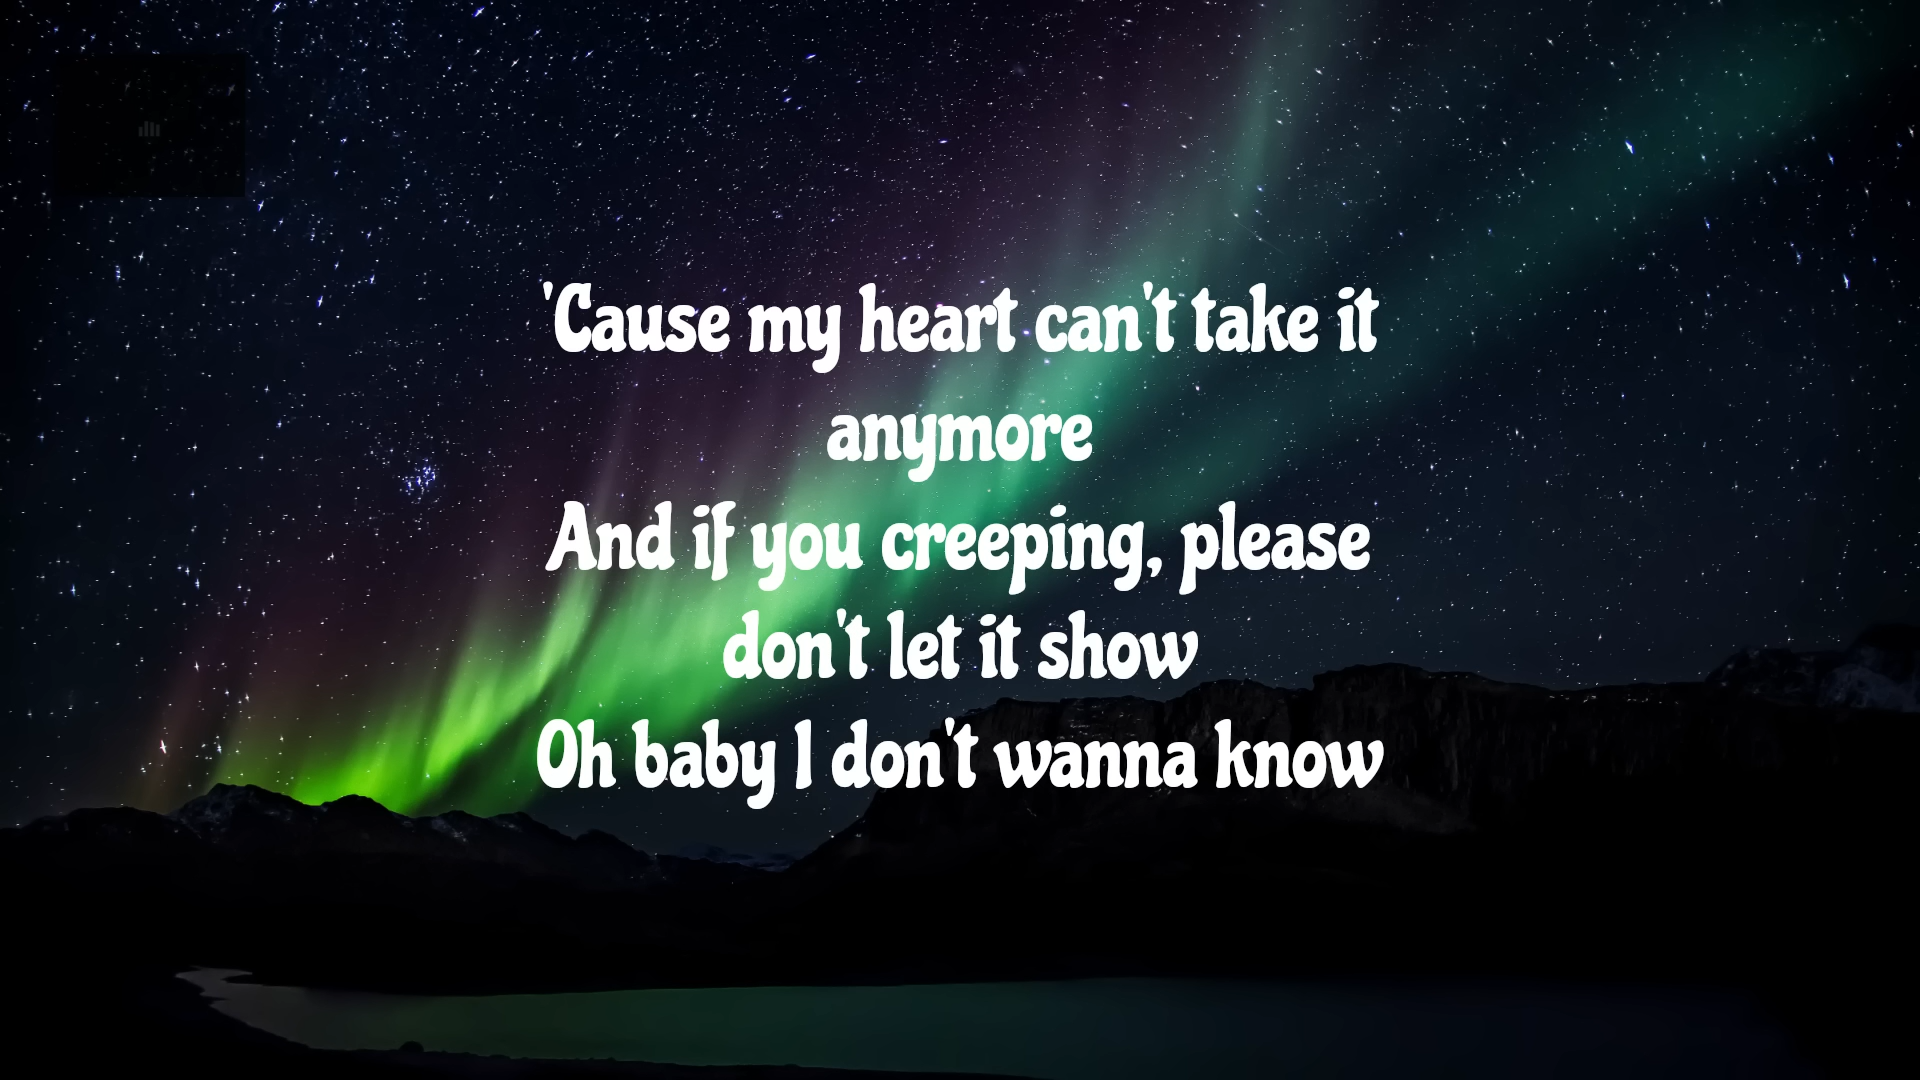 'Cause my heart can't take it
anymore
And if you creeping, please
don't let it show
Oh baby I don't wanna know